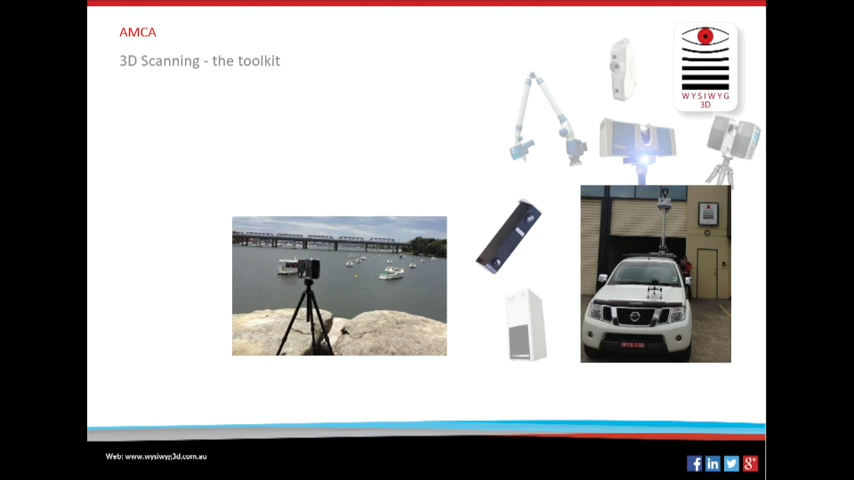 AMCA
3D Scanning - the toolkit
WYSIWYG
3D
Web: www.wysiwyg3d.com.au